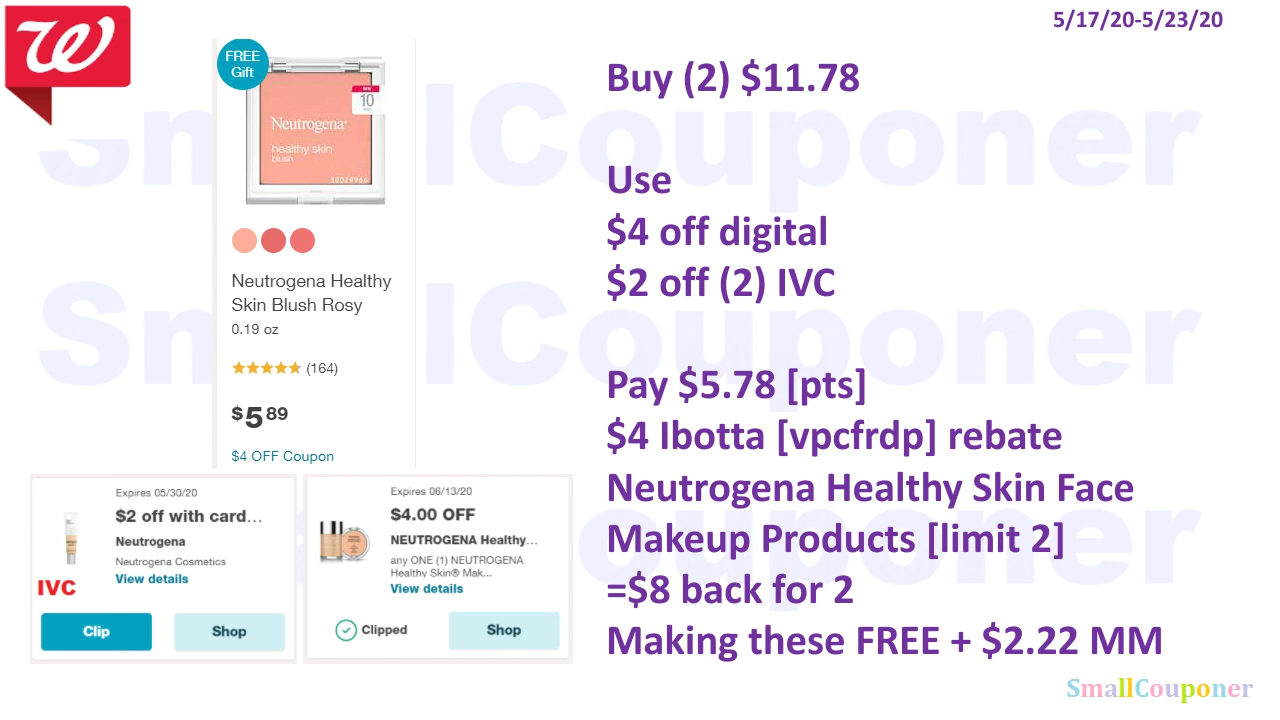 5/17/20-5/23/20
FREE
Gift
NEW
10
Neutrogena®
healthy skin
blush
Neutrogena Healthy
Skin Blush Rosy
0.19 oz
(164)
$5 89
$4 OFF Coupon
Expires 05/30/20
$2 off with card...
Neutrogena
Neutrogena Cosmetics
View details
IVC
Clip
Shop
Expires 06/13/20
$4.00 OFF
NEUTROGENA Healthy...
any ONE (1) NEUTROGENA
Healthy Skin® Mak...
View details
Clipped
Shop
Buy (2) $11.78
Use
$4 off digital
$2 off (2) IVC
Pay $5.78 [pts]
$4 Ibotta [vpcfrdp] rebate
Neutrogena Healthy Skin Face
Makeup Products [limit 2]
=$8 back for 2
Making these FREE + $2.22 MM
SmallCouponer
SmallCouponer
SmallCouponer
SmallCouponer